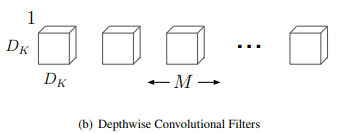 1
D_K
...
D_K
M
(b) Depthwise Convolutional Filters